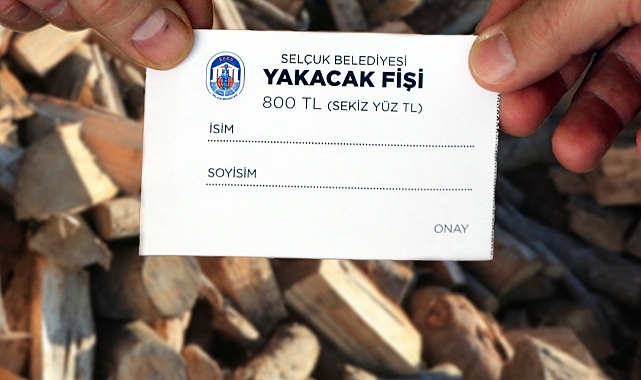 SELÇUK BELEDİYESİ
YAKACAK FİŞİ
800 TL (SEKİZ YÜZ TL)
İSİM
SOYİSİM
ONAY